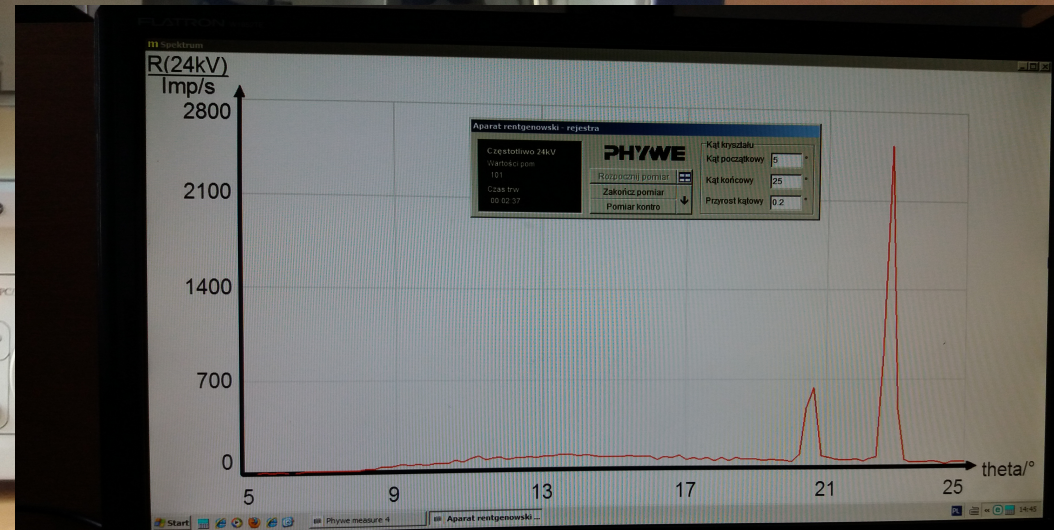 FLATRON
Spektrum
R(24kV)
Imp/s
2800
2100
1400
700
0
5
9
13
17
21
25
theta/°
Aparat rentgenowski - rejestra
Częstotliwo 24kV
Wartości pom
101
Czas trw
00:02:37
PHYWE
Rozpocznij pomiar
Zakończ pomiar
Pomiar kontro
Kąt kryształu
Kąt początkowy 5 °
Kąt końcowy 25 °
Przyrost kątowy 0.2 °
Start
Phywe measure 4
Aparat rentgenowski ...
PL
14:45
PC/